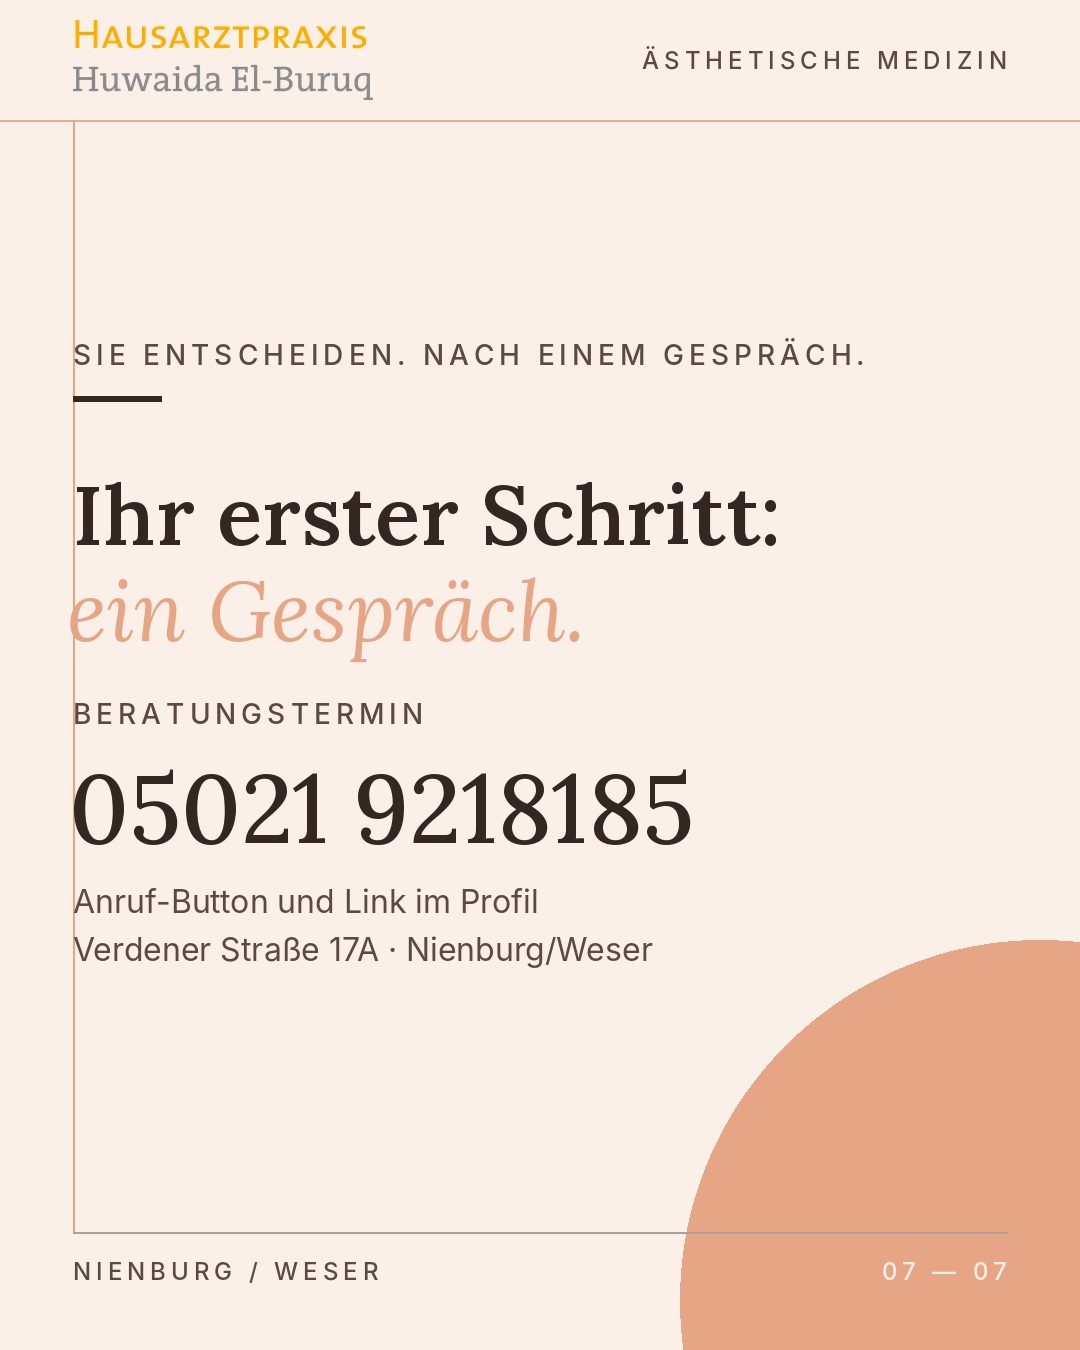 HAUSARZTPRAXIS
Huwaida El-Buruq
ÄSTHETISCHE MEDIZIN
SIE ENTSCHEIDEN. NACH EINEM GESPRÄCH.
Ihr erster Schritt:
ein Gespräch.
BERATUNGSTERMIN
05021 9218185
Anruf-Button und Link im Profil
Verdener Straße 17A · Nienburg/Weser
NIENBURG / WESER
07 — 07